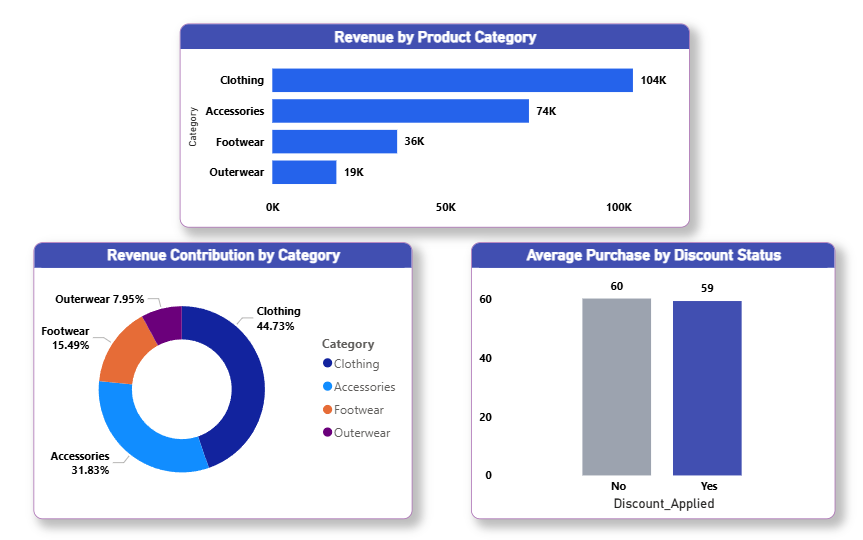 Revenue by Product Category
Category
Clothing 104K
Accessories 74K
Footwear 36K
Outerwear 19K
0K 50K 100K
Revenue Contribution by Category
Outerwear 7.95%
Footwear
15.49%
Clothing
44.73%
Accessories
31.83%
Category
Clothing
Accessories
Footwear
Outerwear
Average Purchase by Discount Status
60 59
60
40
20
0
No Yes
Discount_Applied